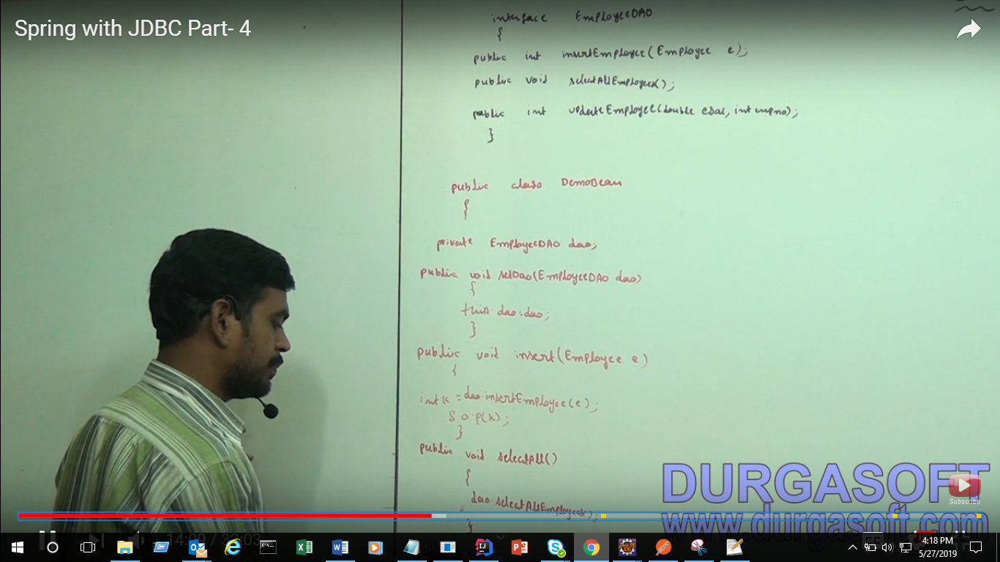 Spring with JDBC Part- 4
interface EmployeeDAO
{
public int insertEmployee(Employee e);
public void selectAllEmployees();
public int updateEmployee(double eSal, int empno);
}
public class DemoBean
{
private EmployeeDAO dao;
public void setDao(EmployeeDAO dao)
{
this.dao=dao;
}
public void insert(Employee e)
{
int k = dao.insertEmployee(e);
S.o.p(k);
}
public void selectAll()
{
dao.selectAllEmployees();
}
DURGASOFT
Subscribe
www.durgasoft.com
14:09 / 33:03
4:18 PM
5/27/2019